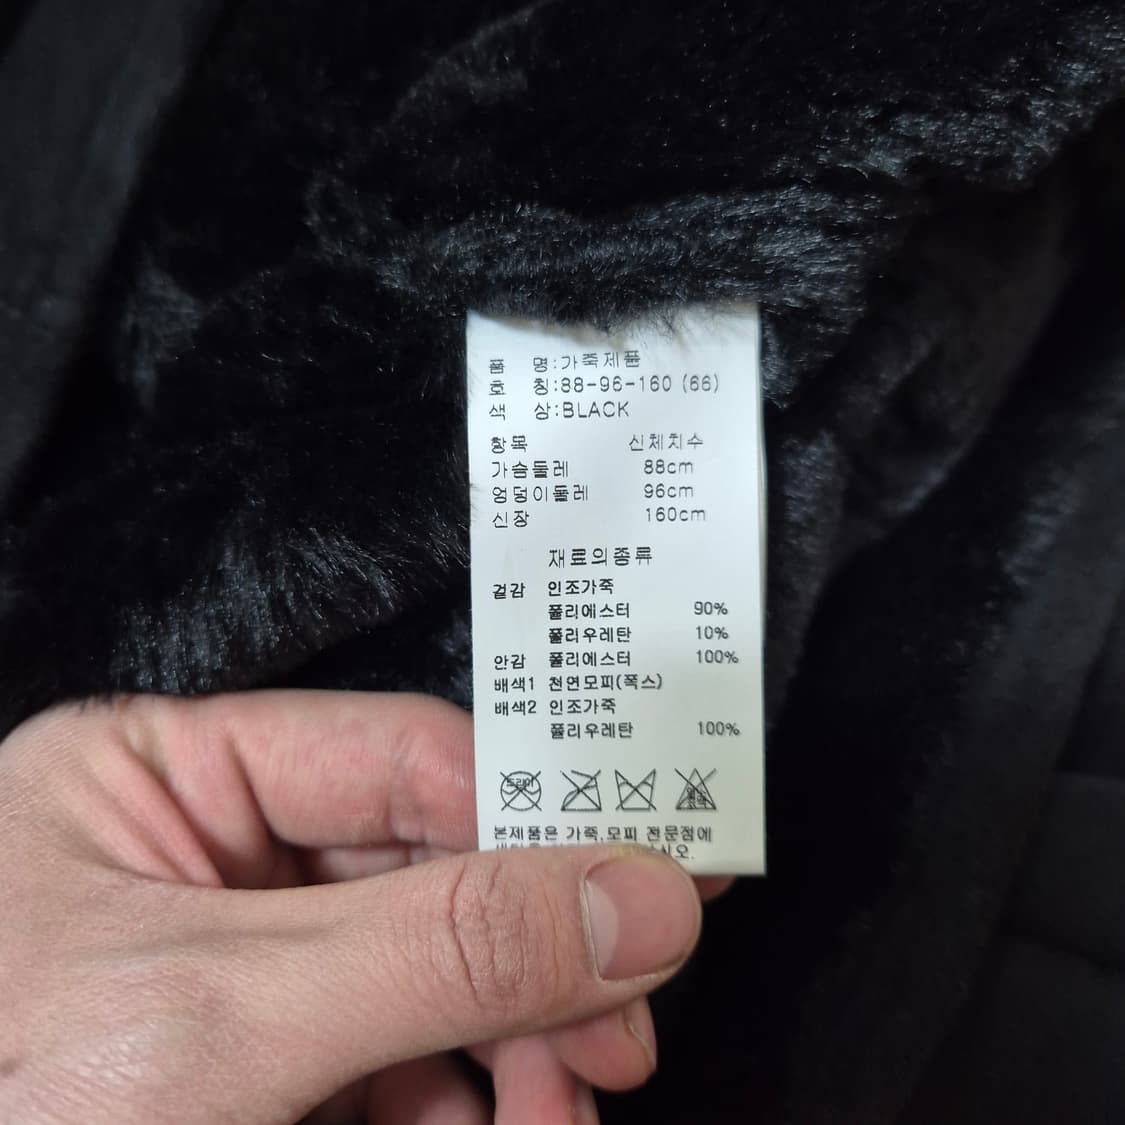 품 명:가죽제품
호 칭:88-96-160 (66)
색 상:BLACK
항목 신체치수
가슴둘레 88cm
엉덩이둘레 96cm
신장 160cm
재료의종류
겉감 인조가죽
폴리에스터 90%
폴리우레탄 10%
안감 폴리에스터 100%
배색1 천연모피(폭스)
배색2 인조가죽
폴리우레탄 100%
드라이
본제품은 가죽,모피 전문점에